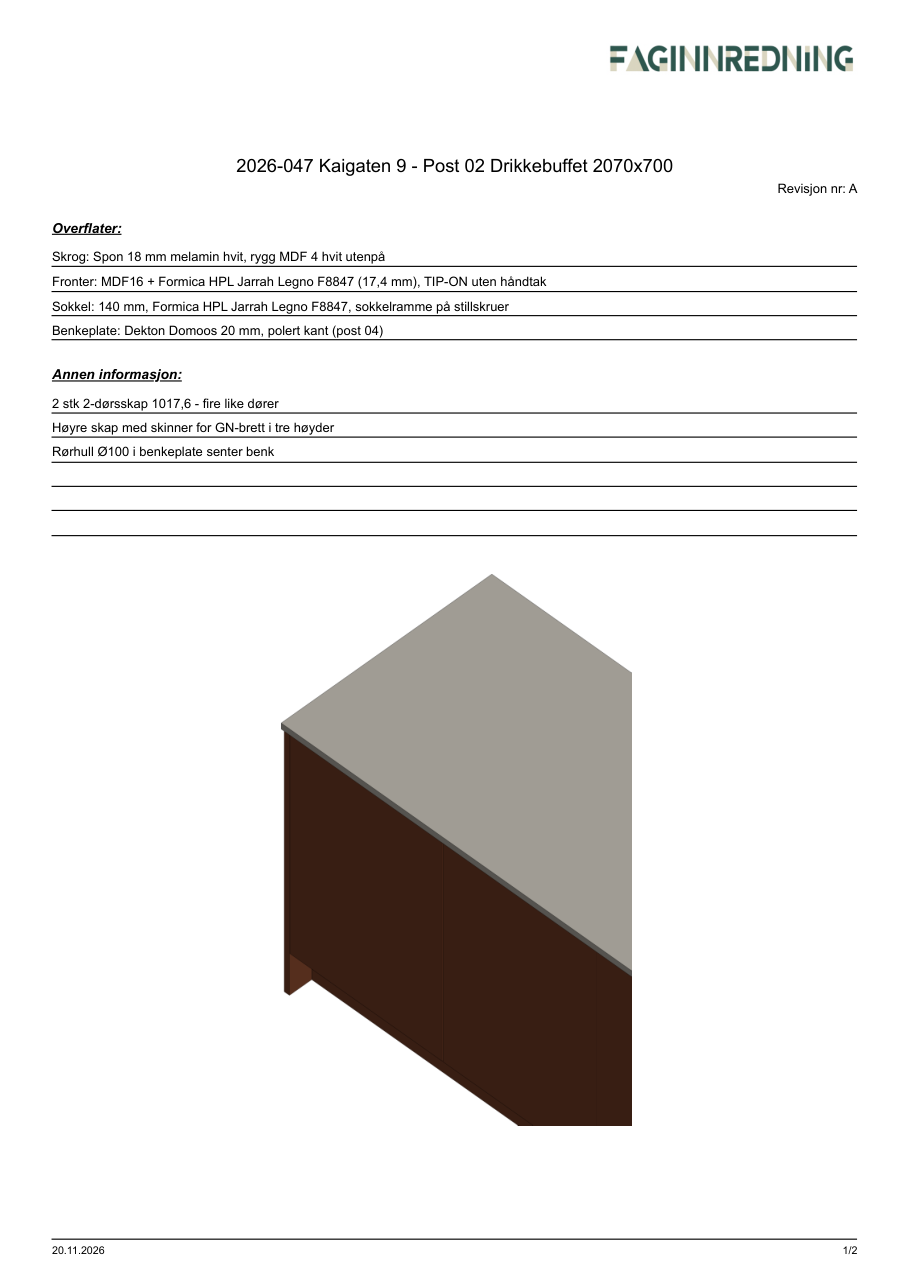 FAGINNREDNING
2026-047 Kaigaten 9 - Post 02 Drikkebuffet 2070x700
Revisjon nr: A
Overflater:
Skrog: Spon 18 mm melamin hvit, rygg MDF 4 hvit utenpå
Fronter: MDF16 + Formica HPL Jarrah Legno F8847 (17,4 mm), TIP-ON uten håndtak
Sokkel: 140 mm, Formica HPL Jarrah Legno F8847, sokkelramme på stillskruer
Benkeplate: Dekton Domoos 20 mm, polert kant (post 04)
Annen informasjon:
2 stk 2-dørsskap 1017,6 - fire like dører
Høyre skap med skinner for GN-brett i tre høyder
Rørhull Ø100 i benkeplate senter benk
20.11.2026
1/2